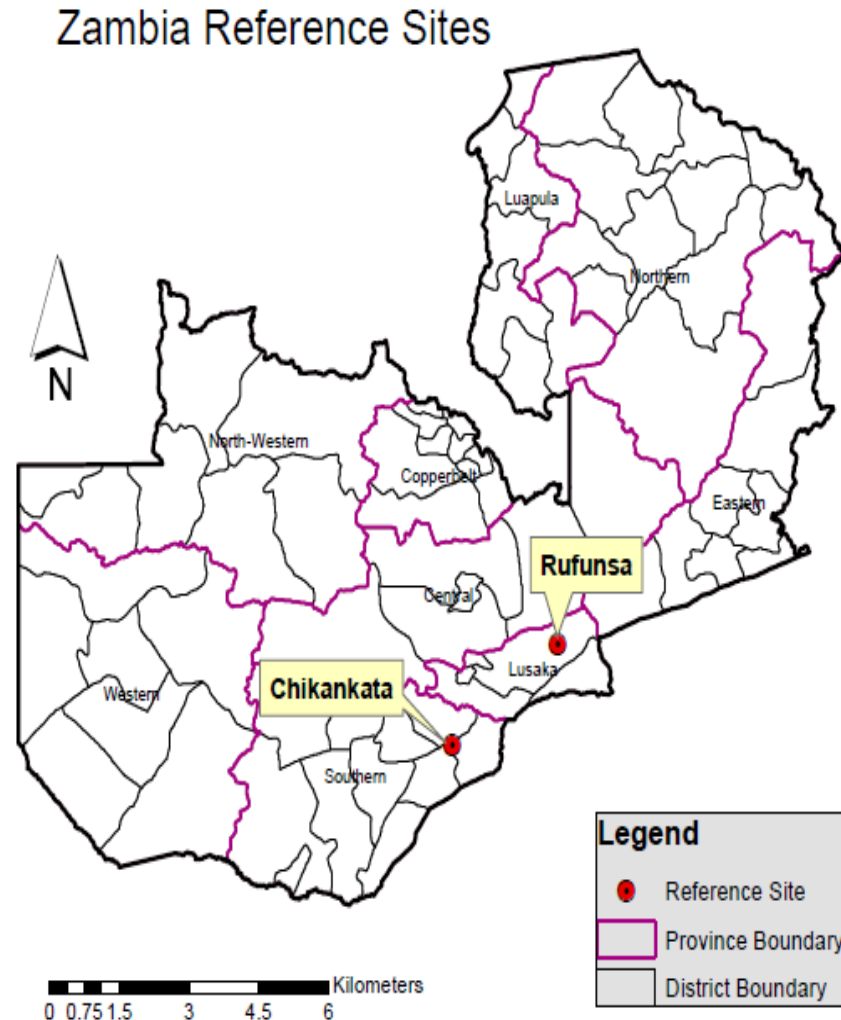 Zambia Reference Sites
Luapula
Northern
N
North-Western
Copperbelt
Eastern
Rufunsa
Central
Lusaka
Chikankata
Western
Southern
Legend
Reference Site
Province Boundary
District Boundary
Kilometers
0 0.75 1.5 3 4.5 6